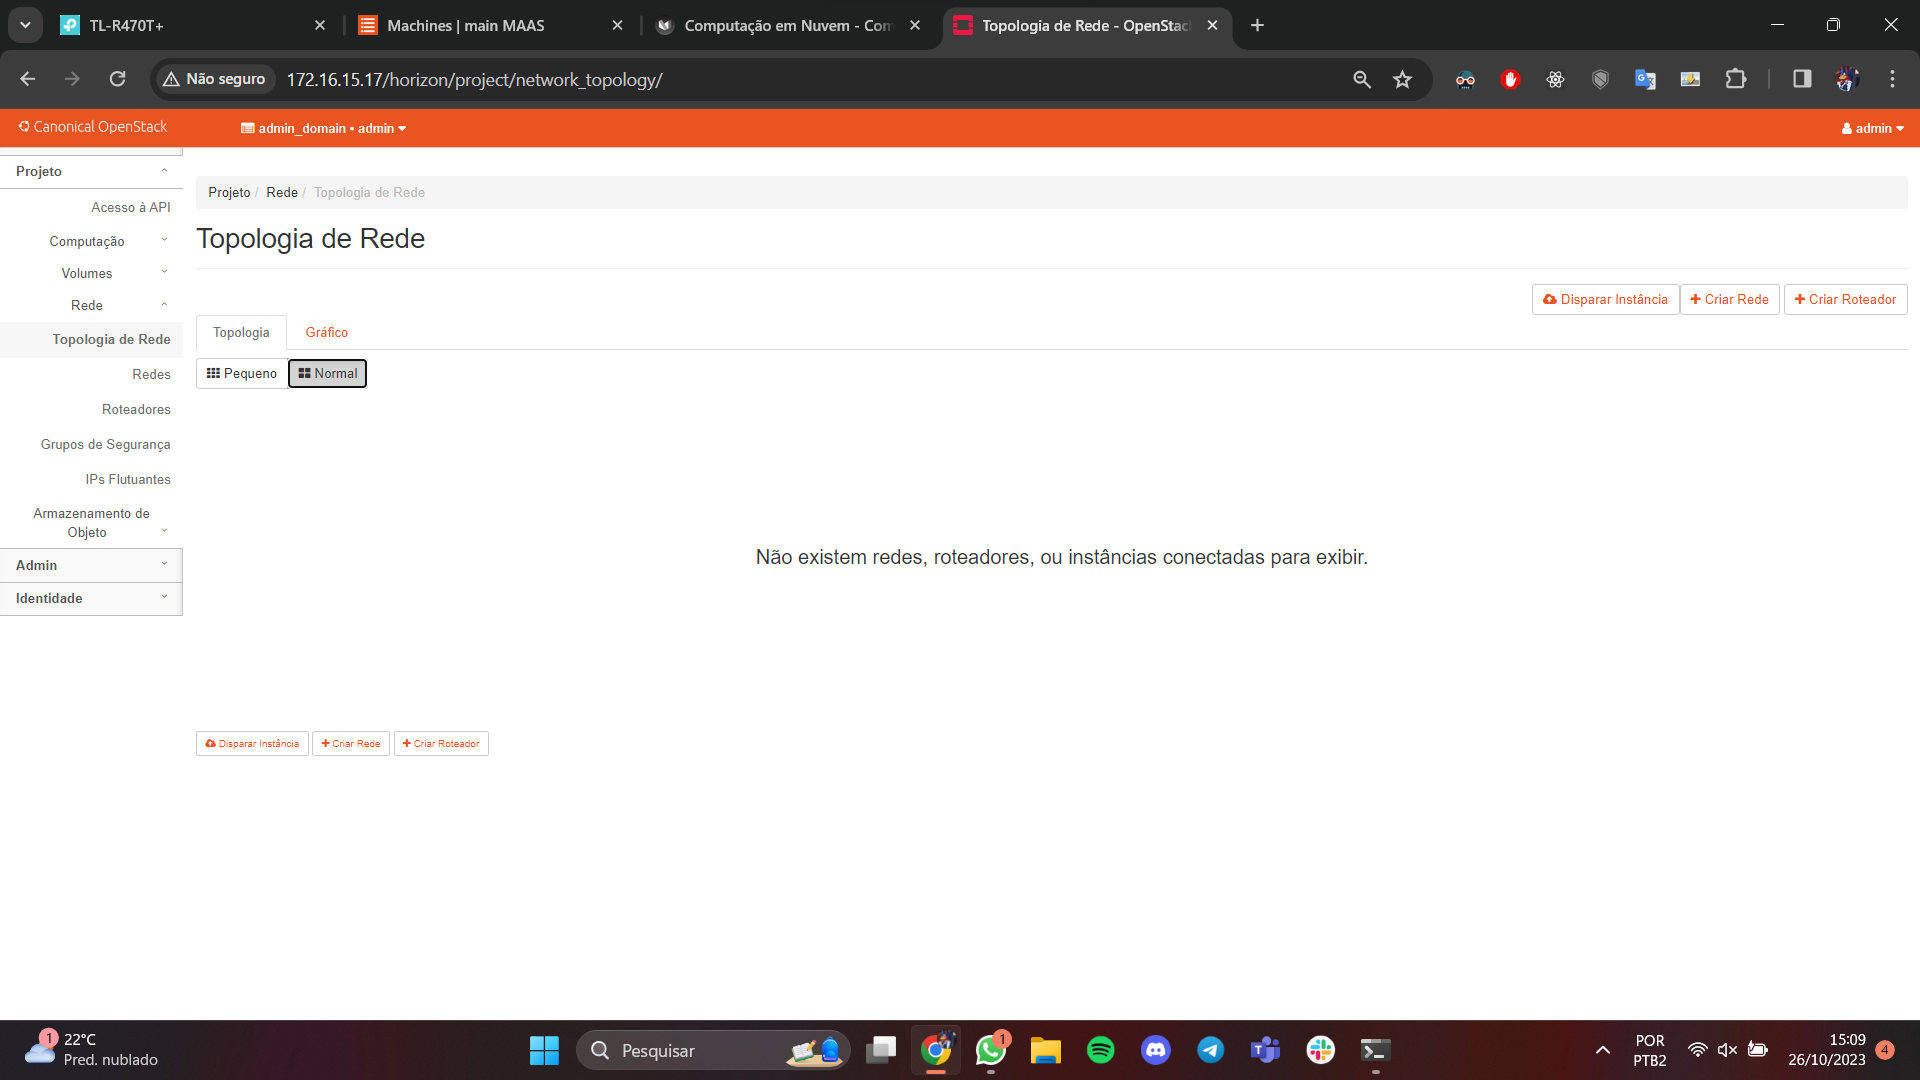 TL-R470T+
Machines | main MAAS
Computação em Nuvem - Com
Topologia de Rede - OpenStac
Não seguro
172.16.15.17/horizon/project/network_topology/
Canonical OpenStack
admin_domain • admin
admin
Projeto
Acesso à API
Computação
Volumes
Rede
Topologia de Rede
Redes
Roteadores
Grupos de Segurança
IPs Flutuantes
Armazenamento de
Objeto
Admin
Identidade
Projeto / Rede / Topologia de Rede
Topologia de Rede
Disparar Instância
Criar Rede
Criar Roteador
Topologia
Gráfico
Pequeno
Normal
Não existem redes, roteadores, ou instâncias conectadas para exibir.
Disparar Instância
Criar Rede
Criar Roteador
1
22°C
Pred. nublado
Pesquisar
1
POR
PTB2
15:09
26/10/2023
4